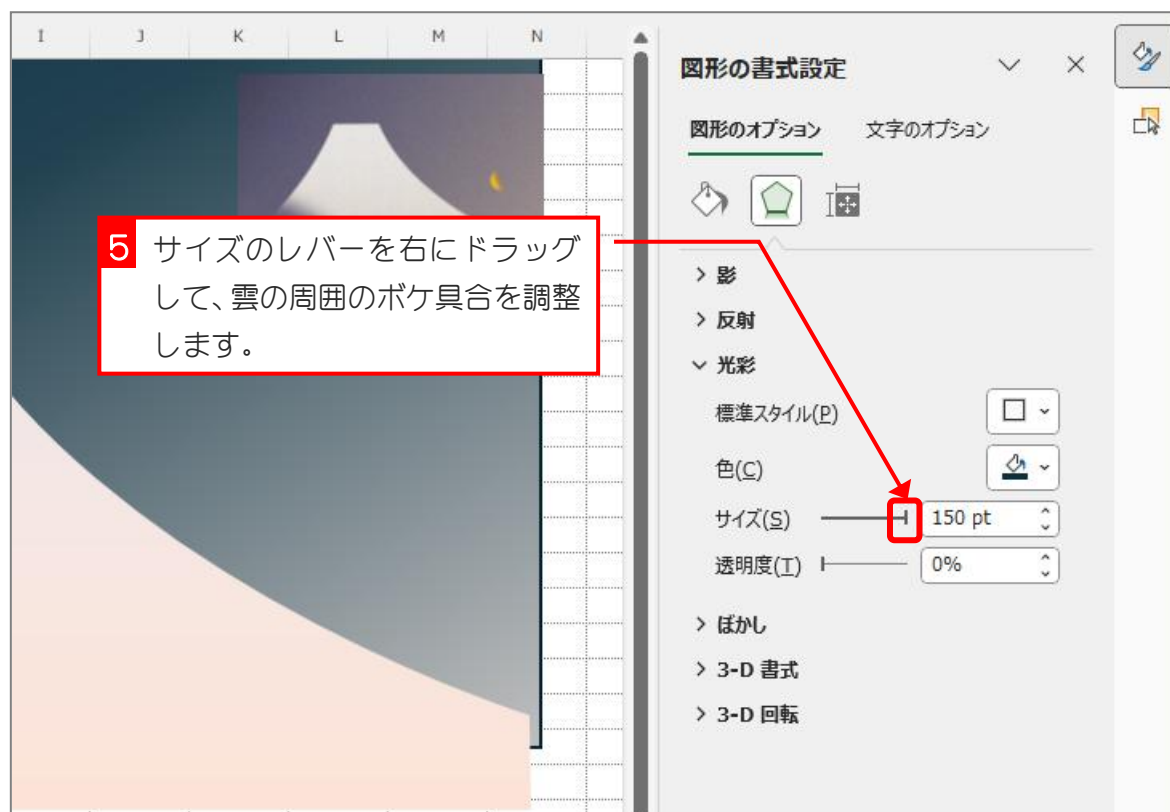 I J K L M N
図形の書式設定
図形のオプション 文字のオプション
5 サイズのレバーを右にドラッグ
して、雲の周囲のボケ具合を調整
します。
影
反射
光彩
標準スタイル(P)
色(C)
サイズ(S) 150 pt
透明度(T) 0%
ぼかし
3-D 書式
3-D 回転